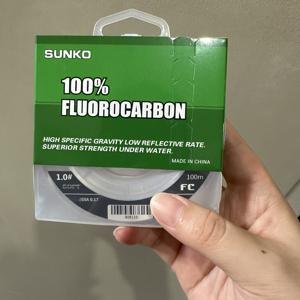 SUNKO
100%
FLUOROCARBON
HIGH SPECIFIC GRAVITY LOW REFLECTIVE RATE.
SUPERIOR STRENGTH UNDER WATER.
MADE IN CHINA
1.0#
100m
FC